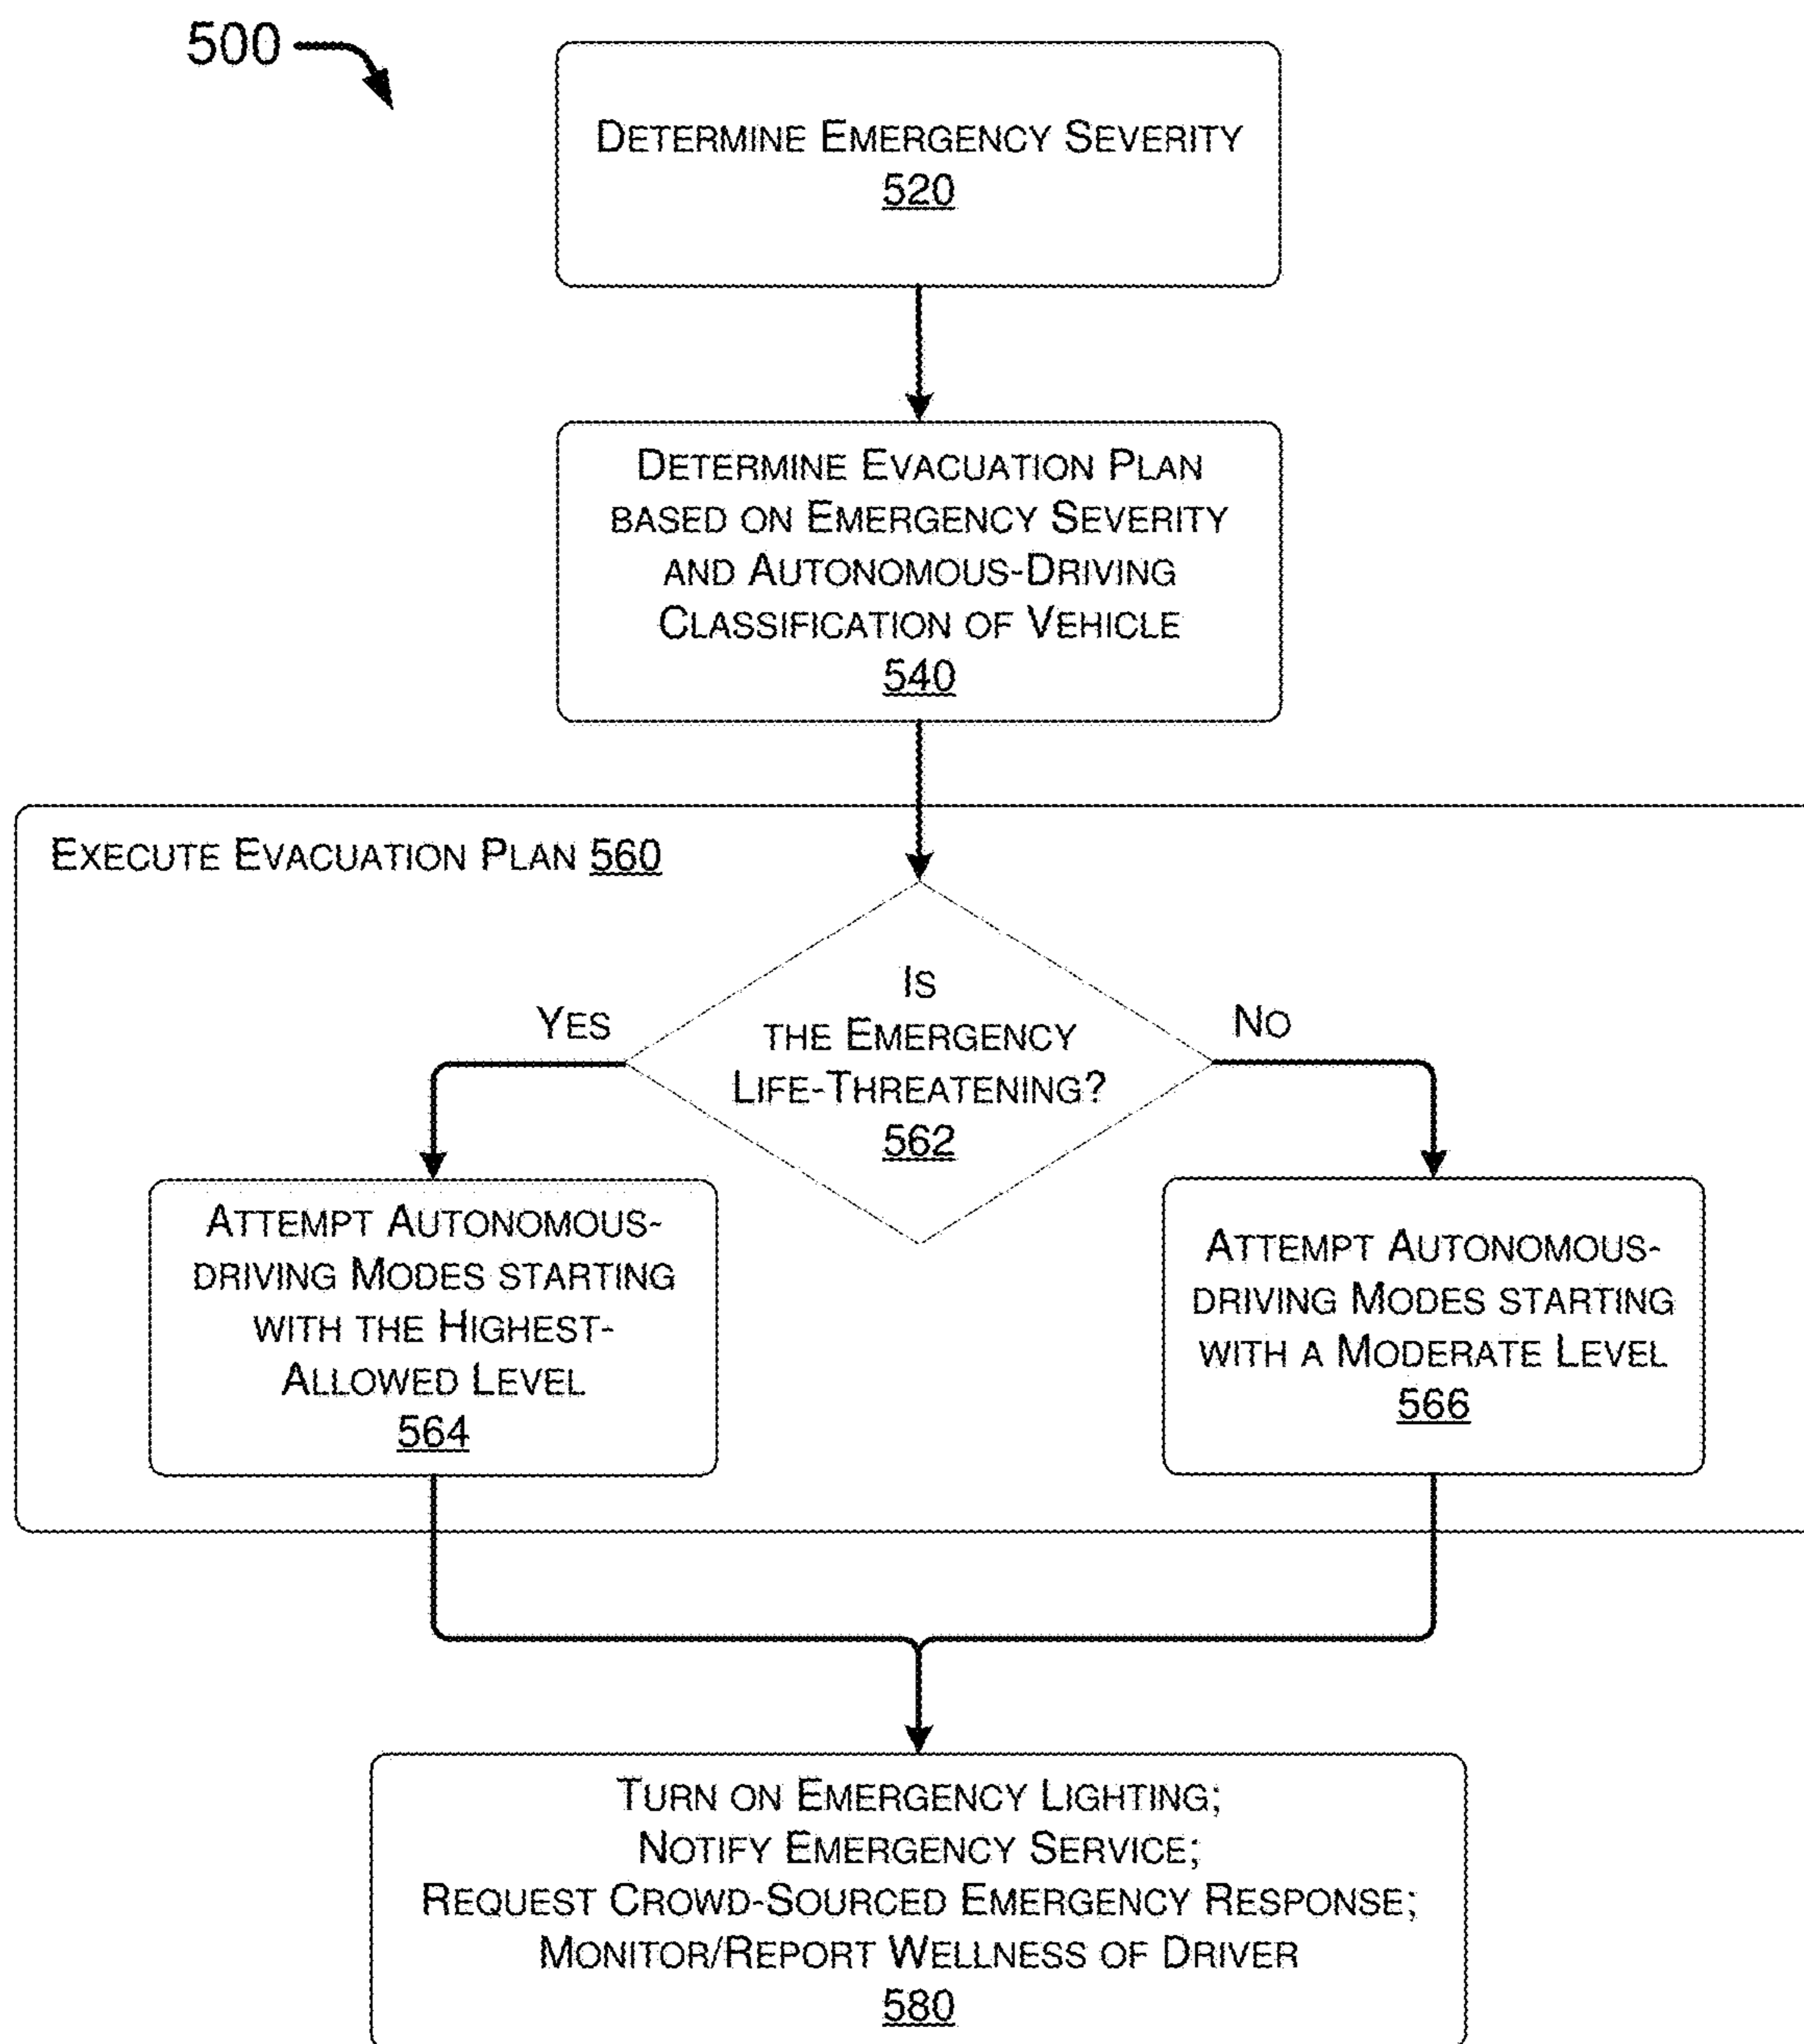 500
DETERMINE EMERGENCY SEVERITY
520
DETERMINE EVACUATION PLAN
BASED ON EMERGENCY SEVERITY
AND AUTONOMOUS-DRIVING
CLASSIFICATION OF VEHICLE
540
EXECUTE EVACUATION PLAN 560
IS
THE EMERGENCY
LIFE-THREATENING?
562
YES
NO
ATTEMPT AUTONOMOUS-
DRIVING MODES STARTING
WITH THE HIGHEST-
ALLOWED LEVEL
564
ATTEMPT AUTONOMOUS-
DRIVING MODES STARTING
WITH A MODERATE LEVEL
566
TURN ON EMERGENCY LIGHTING;
NOTIFY EMERGENCY SERVICE;
REQUEST CROWD-SOURCED EMERGENCY RESPONSE;
MONITOR/REPORT WELLNESS OF DRIVER
580